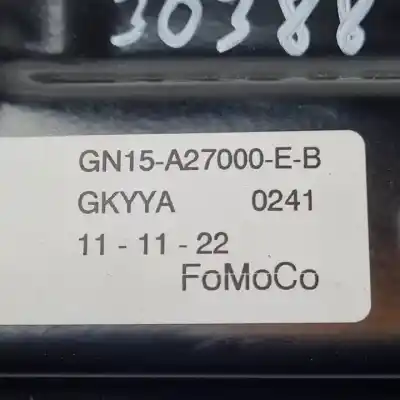 30388
GN15-A27000-E-B
GKYYA 0241
11 - 11 - 22
FoMoCo